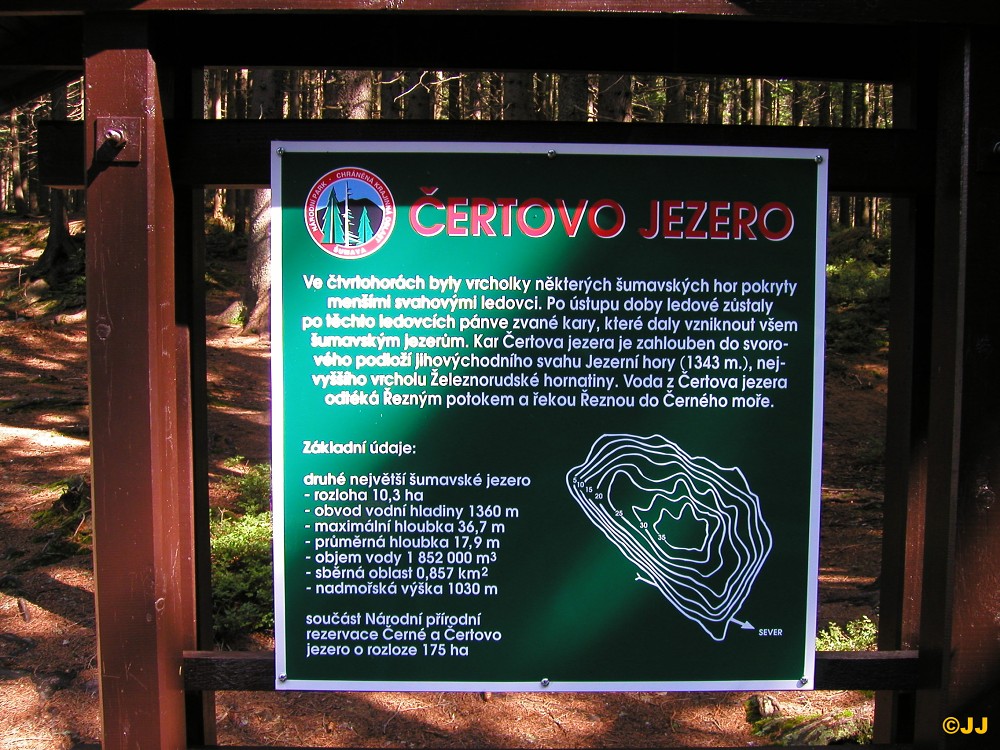 NÁRODNÍ PARK • CHRÁNĚNÁ KRAJINNÁ OBLAST
ŠUMAVA
ČERTOVO JEZERO
Ve čtvrtohorách byly vrcholky některých šumavských hor pokryty
menšími svahovými ledovci. Po ústupu doby ledové zůstaly
po těchto ledovcích pánve zvané kary, které daly vzniknout všem
šumavským jezerům. Kar Čertova jezera je zahlouben do svoro-
vého podloží jihovýchodního svahu Jezerní hory (1343 m.), nej-
vyššího vrcholu Železnorudské hornatiny. Voda z Čertova jezera
odtéká Řezným potokem a řekou Řeznou do Černého moře.
Základní údaje:
druhé největší šumavské jezero
- rozloha 10,3 ha
- obvod vodní hladiny 1360 m
- maximální hloubka 36,7 m
- průměrná hloubka 17,9 m
- objem vody 1 852 000 m³
- sběrná oblast 0,857 km²
- nadmořská výška 1030 m
součást Národní přírodní
rezervace Černé a Čertovo
jezero o rozloze 175 ha
5
10
15
20
25
30
35
SEVER
©JJ